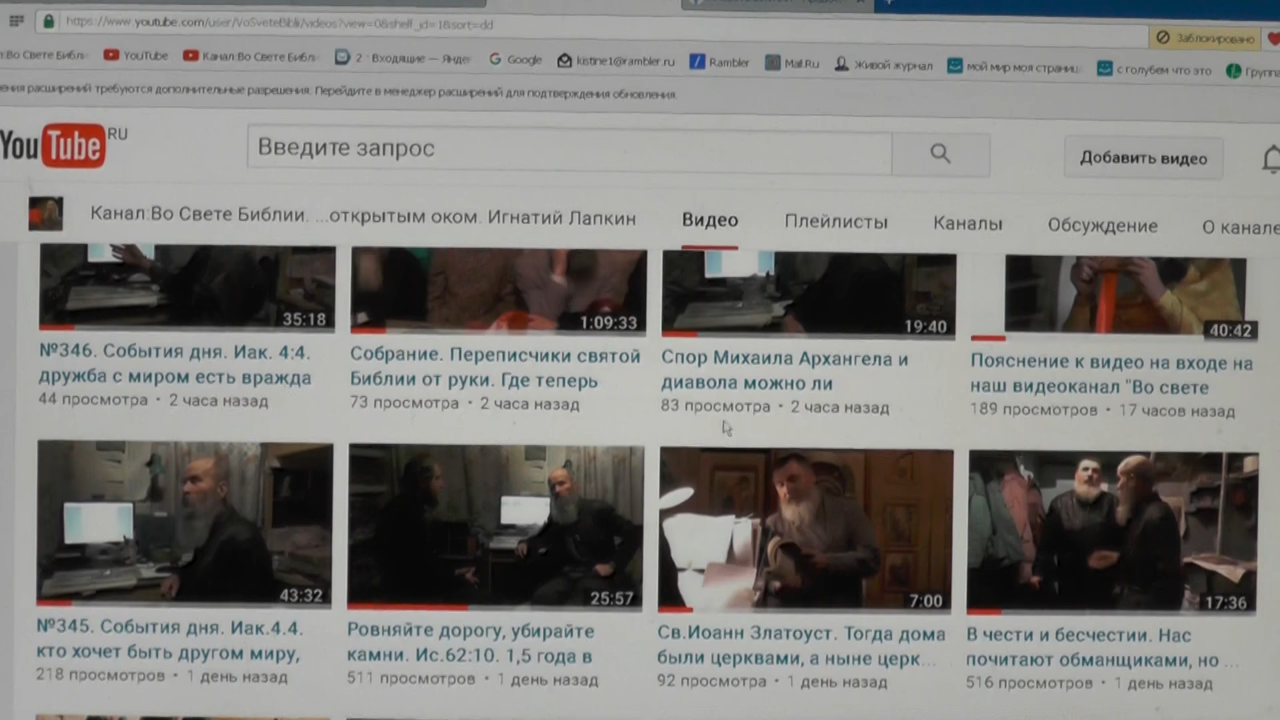 https://www.youtube.com/user/VoSveteBiblii/videos?view=0&shelf_id=1&sort=dd
Заблокировано
Во Свете Библи YouTube Канал:Во Свете Библ 2 · Входящие — Янде Google kistine1@rambler.ru Rambler Mail.Ru Живой журнал мой мир моя страниц с голубем что это Группа
ения расширений требуются дополнительные разрешения. Перейдите в менеджер расширений для подтверждения обновления.
YouTube RU
Введите запрос
Добавить видео
Канал:Во Свете Библии. ...открытым оком. Игнатий Лапкин Видео Плейлисты Каналы Обсуждение О канале
35:18 1:09:33 19:40 40:42
№346. События дня. Иак. 4:4.
дружба с миром есть вражда
44 просмотра · 2 часа назад
Собрание. Переписчики святой
Библии от руки. Где теперь
73 просмотра · 2 часа назад
Спор Михаила Архангела и
диавола можно ли
83 просмотра · 2 часа назад
Пояснение к видео на входе на
наш видеоканал "Во свете
189 просмотров · 17 часов назад
43:32 25:57 7:00 17:36
№345. События дня. Иак.4.4.
кто хочет быть другом миру,
218 просмотров · 1 день назад
Ровняйте дорогу, убирайте
камни. Ис.62:10. 1,5 года в
511 просмотров · 1 день назад
Св.Иоанн Златоуст. Тогда дома
были церквами, а ныне церк...
92 просмотра · 1 день назад
В чести и бесчестии. Нас
почитают обманщиками, но ...
516 просмотров · 1 день назад